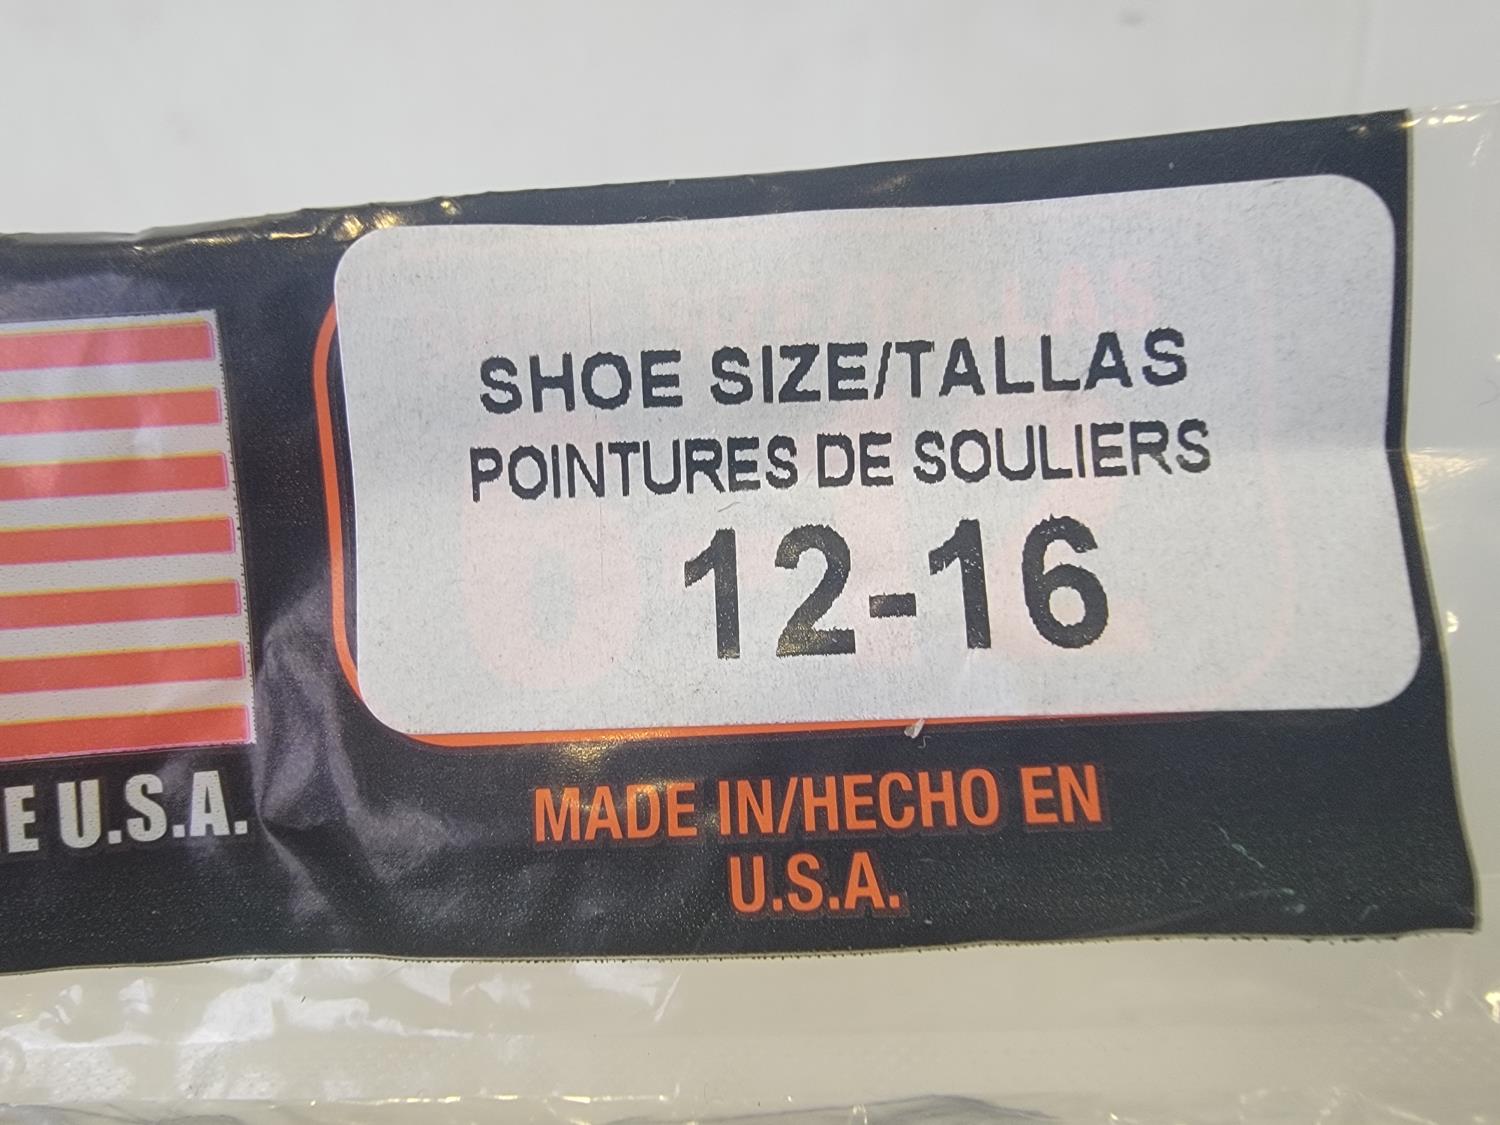 SHOE SIZE/TALLAS
POINTURES DE SOULIERS
12-16
MADE IN/HECHO EN
U.S.A.
U.S.A.